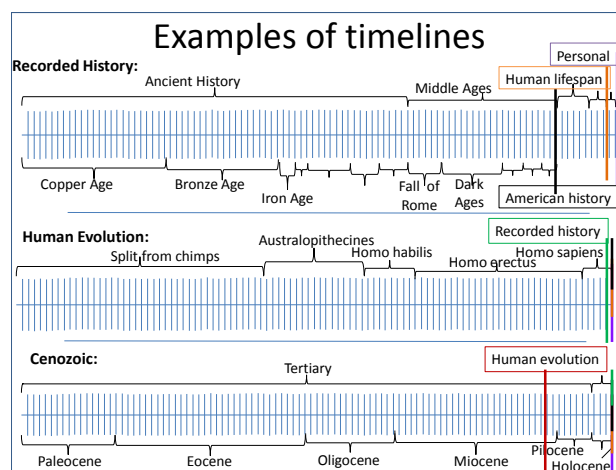 Examples of timelines
Personal
Recorded History:
Human lifespan
Ancient History
Middle Ages
Copper Age
Bronze Age
Iron Age
Fall of
Rome
Dark
Ages
American history
Recorded history
Human Evolution:
Australopithecines
Split from chimps
Homo habilis
Homo erectus
Homo sapiens
Cenozoic:
Human evolution
Tertiary
Paleocene
Eocene
Oligocene
Miocene
Pliocene
Holocene